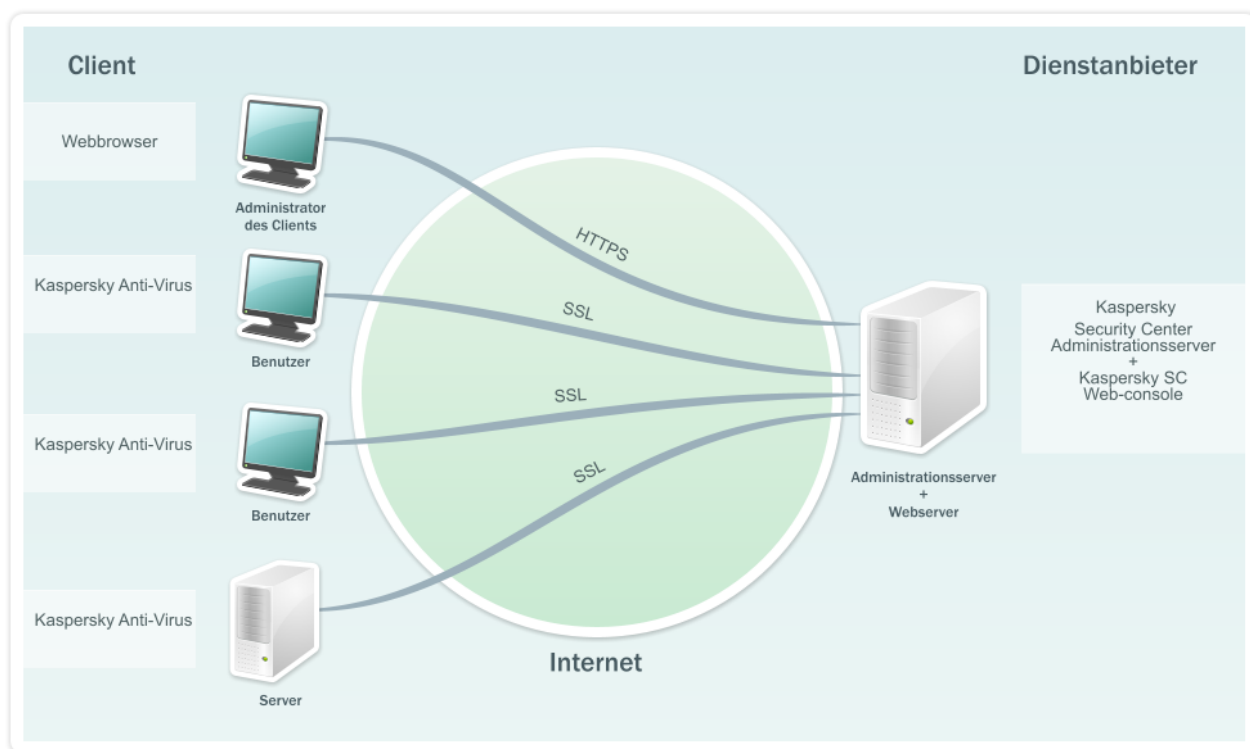 Client
Dienstanbieter
Webbrowser
Administrator
des Clients
HTTPS
Kaspersky Anti-Virus
Benutzer
SSL
Kaspersky
Security Center
Administrationsserver
+
Kaspersky SC
Web-console
Kaspersky Anti-Virus
Benutzer
SSL
Administrationsserver
+
Webserver
SSL
Kaspersky Anti-Virus
Server
Internet